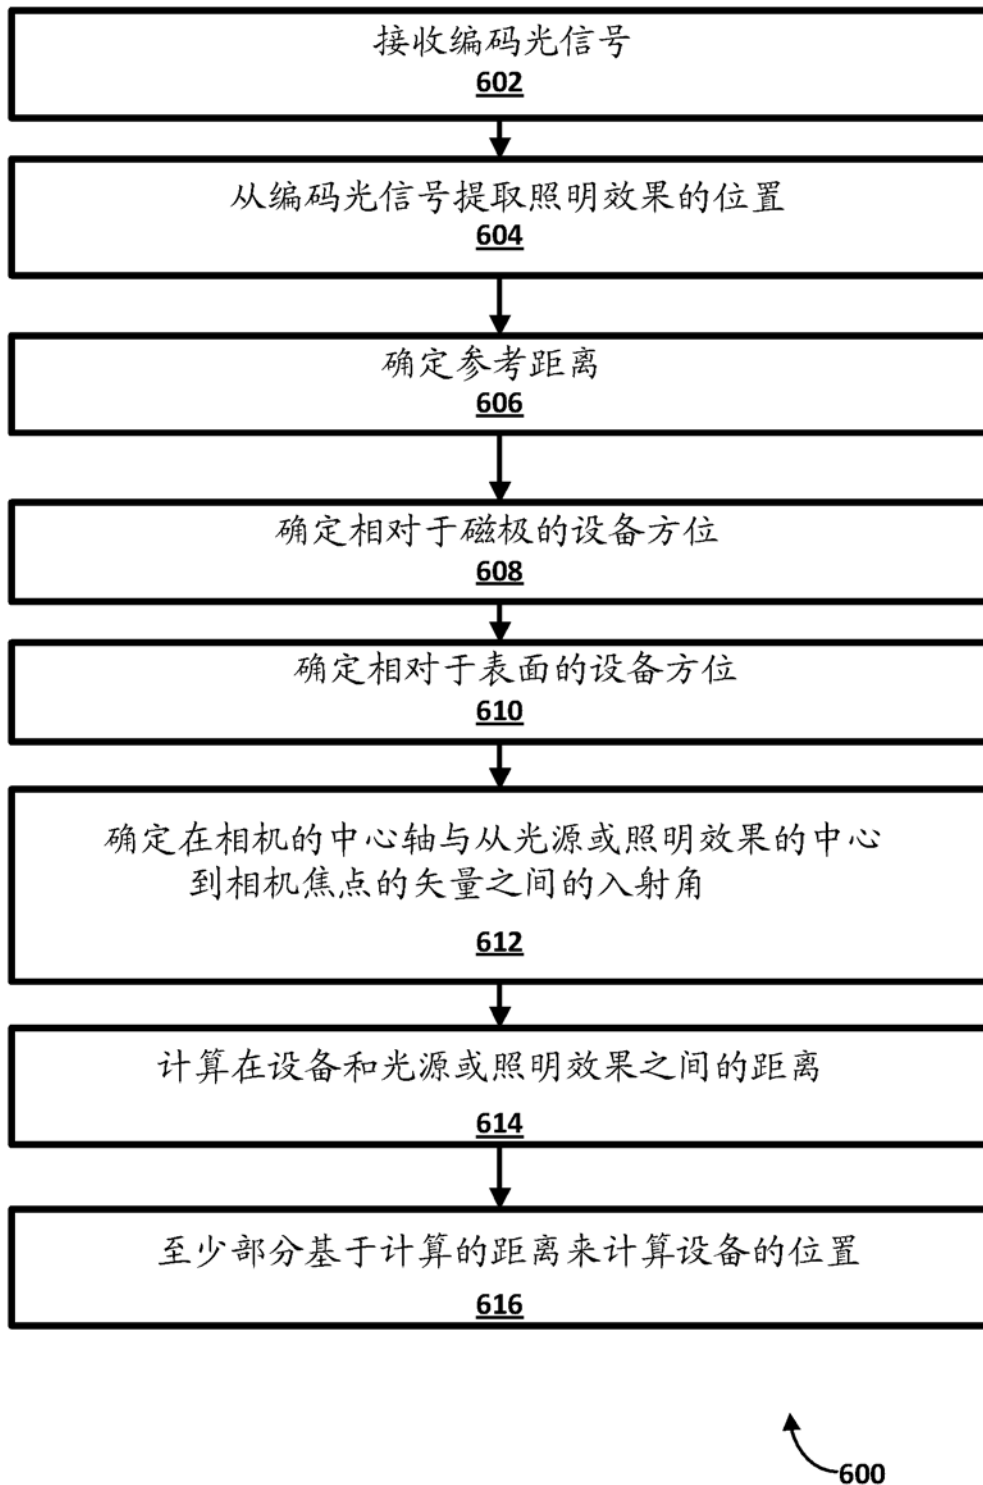 接收编码光信号
602
从编码光信号提取照明效果的位置
604
确定参考距离
606
确定相对于磁极的设备方位
608
确定相对于表面的设备方位
610
确定在相机的中心轴与从光源或照明效果的中心
到相机焦点的矢量之间的入射角
612
计算在设备和光源或照明效果之间的距离
614
至少部分基于计算的距离来计算设备的位置
616
600